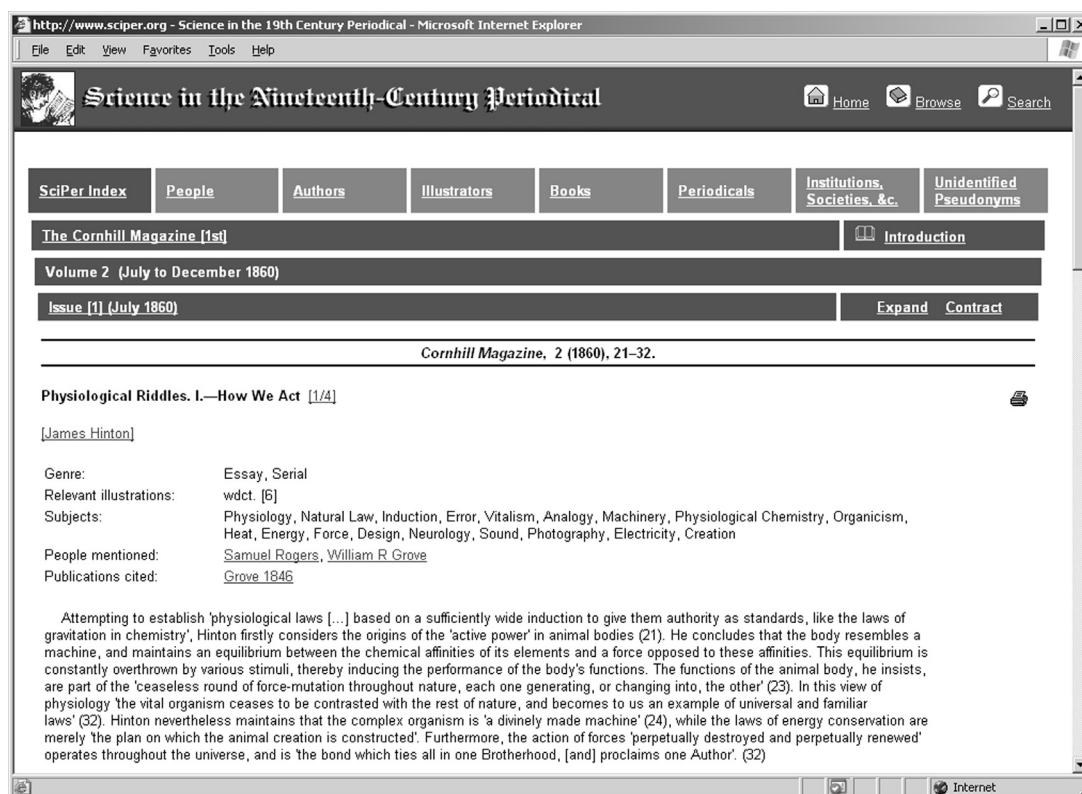 http://www.sciper.org - Science in the 19th Century Periodical - Microsoft Internet Explorer
File Edit View Favorites Tools Help
Science in the Nineteenth-Century Periodical
Home Browse Search
SciPer Index People Authors Illustrators Books Periodicals Institutions, Societies, &c. Unidentified Pseudonyms
The Cornhill Magazine [1st] Introduction
Volume 2 (July to December 1860)
Issue [1] (July 1860) Expand Contract
Cornhill Magazine, 2 (1860), 21–32.
Physiological Riddles. I.—How We Act [1/4]
[James Hinton]
Genre: Essay, Serial
Relevant illustrations: wdct. [6]
Subjects: Physiology, Natural Law, Induction, Error, Vitalism, Analogy, Machinery, Physiological Chemistry, Organicism,
Heat, Energy, Force, Design, Neurology, Sound, Photography, Electricity, Creation
People mentioned: Samuel Rogers, William R Grove
Publications cited: Grove 1846
Attempting to establish 'physiological laws [...] based on a sufficiently wide induction to give them authority as standards, like the laws of
gravitation in chemistry', Hinton firstly considers the origins of the 'active power' in animal bodies (21). He concludes that the body resembles a
machine, and maintains an equilibrium between the chemical affinities of its elements and a force opposed to these affinities. This equilibrium is
constantly overthrown by various stimuli, thereby inducing the performance of the body's functions. The functions of the animal body, he insists,
are part of the 'ceaseless round of force-mutation throughout nature, each one generating, or changing into, the other' (23). In this view of
physiology 'the vital organism ceases to be contrasted with the rest of nature, and becomes to us an example of universal and familiar
laws' (32). Hinton nevertheless maintains that the complex organism is 'a divinely made machine' (24), while the laws of energy conservation are
merely 'the plan on which the animal creation is constructed'. Furthermore, the action of forces 'perpetually destroyed and perpetually renewed'
operates throughout the universe, and is 'the bond which ties all in one Brotherhood, [and] proclaims one Author'. (32)
Internet